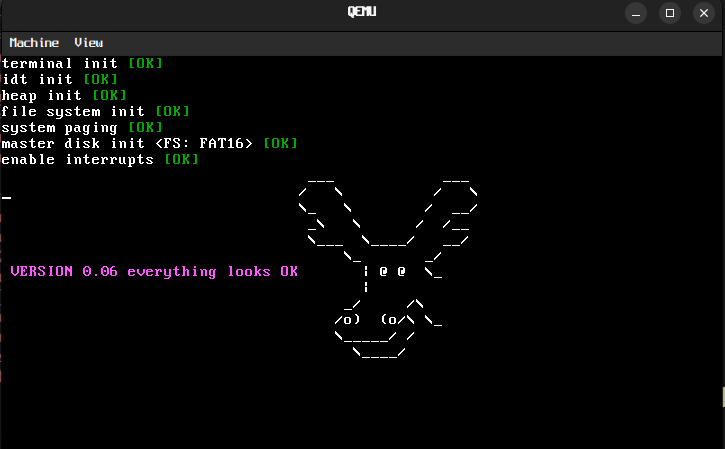 QEMU
Machine View
terminal init [OK]
idt init [OK]
heap init [OK]
file system init [OK]
system paging [OK]
master disk init <FS: FAT16> [OK]
enable interrupts [OK]
VERSION 0.06 everything looks OK